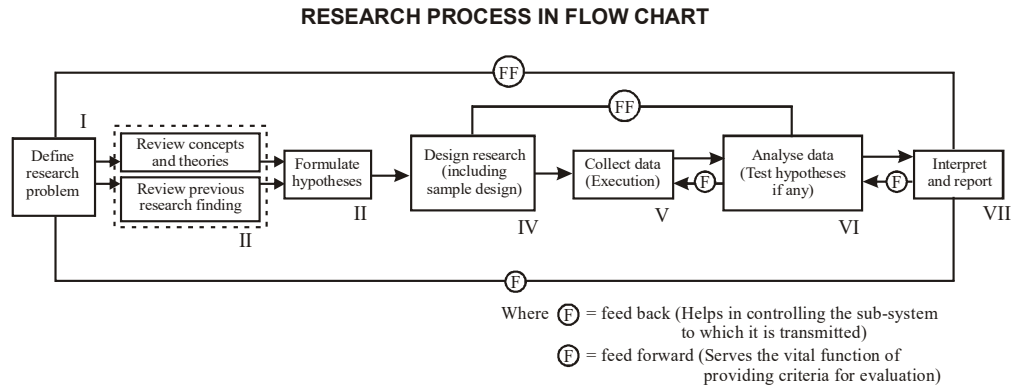 RESEARCH PROCESS IN FLOW CHART
FF
FF
I
Define
research
problem
Review concepts
and theories
Review previous
research finding
II
Formulate
hypotheses
II
Design research
(including
sample design)
IV
Collect data
(Execution)
V
F
Analyse data
(Test hypotheses
if any)
VI
F
Interpret
and report
VII
F
Where F = feed back (Helps in controlling the sub-system
to which it is transmitted)
F = feed forward (Serves the vital function of
providing criteria for evaluation)